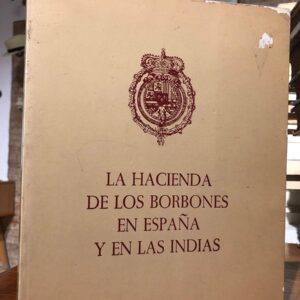 LA HACIENDA
DE LOS BORBONES
EN ESPAÑA
Y EN LAS INDIAS